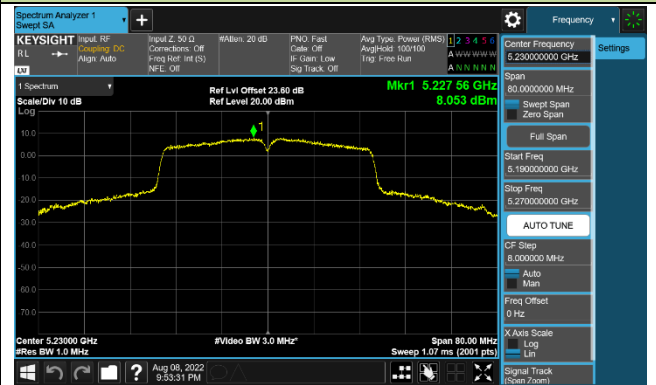 Spectrum Analyzer 1
Swept SA
Frequency
KEYSIGHT
RL
LXI
Input: RF
Coupling: DC
Align: Auto
Input Z: 50 Ω
Corrections: Off
Freq Ref: Int (S)
NFE: Off
#Atten: 20 dB
PNO: Fast
Gate: Off
IF Gain: Low
Sig Track: Off
Avg Type: Power (RMS)
Avg|Hold: 100/100
Trig: Free Run
1 2 3 4 5 6
A W W W W W
A N N N N N
1 Spectrum
Scale/Div 10 dB
Log
Ref Lvl Offset 23.60 dB
Ref Level 20.00 dBm
Mkr1 5.227 56 GHz
8.053 dBm
1
10.0
0.00
-10.0
-20.0
-30.0
-40.0
-50.0
-60.0
-70.0
Center 5.23000 GHz
#Res BW 1.0 MHz
#Video BW 3.0 MHz*
Span 80.00 MHz
Sweep 1.07 ms (2001 pts)
Aug 08, 2022
9:53:31 PM
Center Frequency
5.230000000 GHz
Span
80.0000000 MHz
Swept Span
Zero Span
Full Span
Start Freq
5.190000000 GHz
Stop Freq
5.270000000 GHz
AUTO TUNE
CF Step
8.000000 MHz
Auto
Man
Freq Offset
0 Hz
X Axis Scale
Log
Lin
Signal Track
(Span Zoom)
Settings